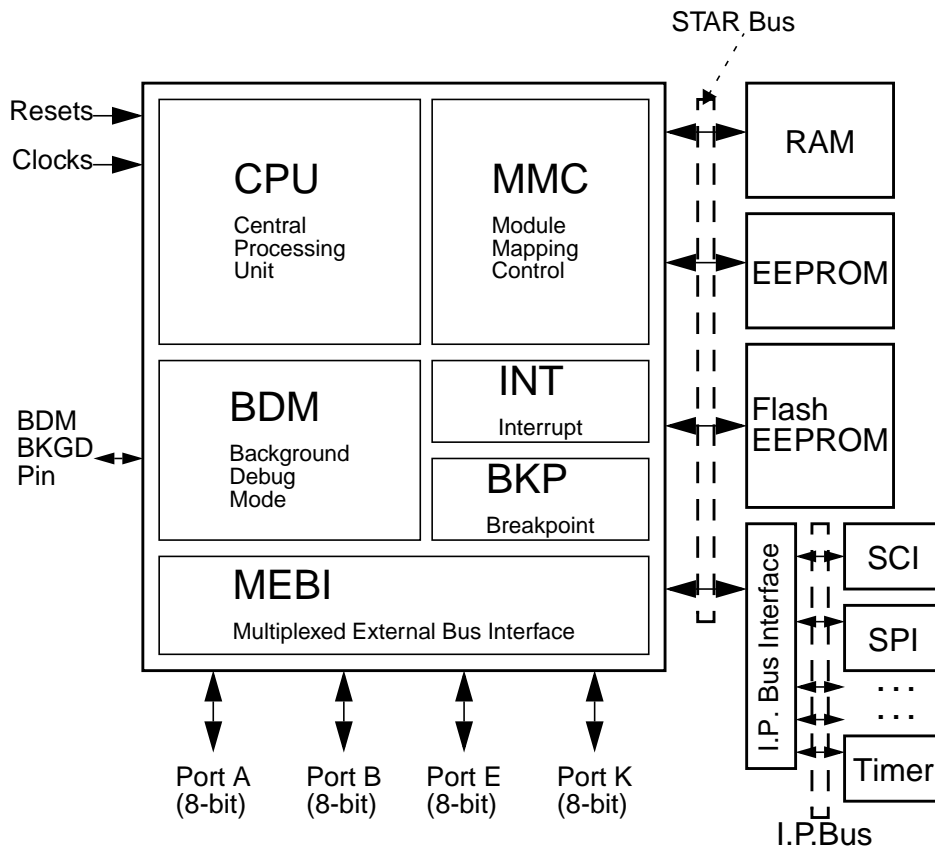 STAR Bus
Resets
Clocks
CPU
Central
Processing
Unit
MMC
Module
Mapping
Control
RAM
EEPROM
BDM
BKGD
Pin
BDM
Background
Debug
Mode
INT
Interrupt
BKP
Breakpoint
Flash
EEPROM
MEBI
Multiplexed External Bus Interface
I.P. Bus Interface
SCI
SPI
...
...
Timer
I.P.Bus
Port A
(8-bit)
Port B
(8-bit)
Port E
(8-bit)
Port K
(8-bit)